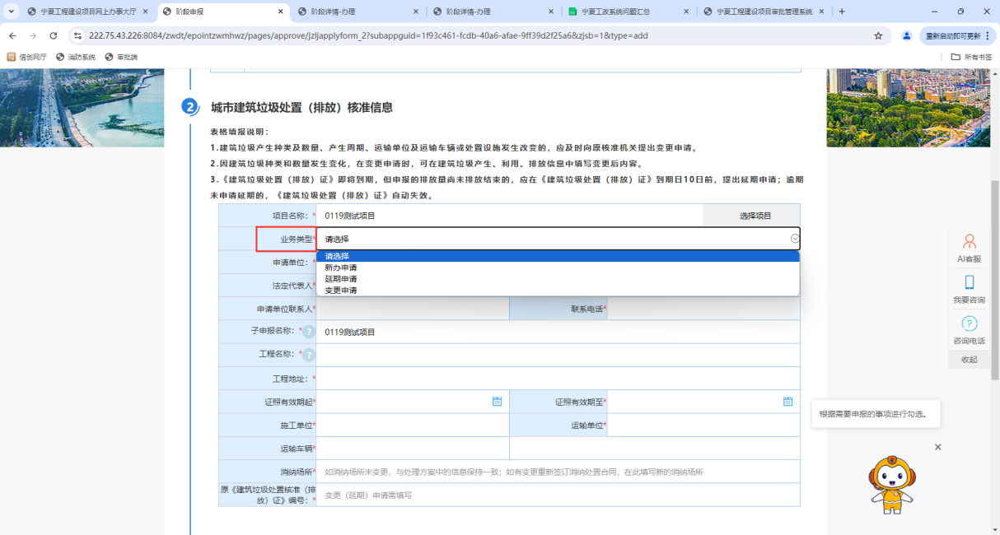 宁夏工程建设项目网上办事大厅
阶段申报
阶段详情-办理
阶段详情-办理
宁夏工改系统问题汇总
宁夏工程建设项目审批管理系统
222.75.43.226:8084/zwdt/epointzwmhwz/pages/approve/jzljapplyform_2?subappguid=1f93c461-fcdb-40a6-afae-9ff39d2f25a6&zjsb=1&type=add
重新启动即可更新
信创网厅
消防系统
审批端
所有书签
2 城市建筑垃圾处置（排放）核准信息
表格填报说明：
1.建筑垃圾产生种类及数量、产生周期、运输单位及运输车辆或处置设施发生改变的，应及时向原核准机关提出变更申请。
2.因建筑垃圾种类和数量发生变化，在变更申请时，可在建筑垃圾产生、利用、排放信息中填写变更后内容。
3.《建筑垃圾处置（排放）证》即将到期，但申报的排放量尚未排放结束的，应在《建筑垃圾处置（排放）证》到期日10日前，提出延期申请；逾期
未申请延期的，《建筑垃圾处置（排放）证》自动失效。
项目名称：* 0119测试项目 选择项目
业务类型* 请选择
请选择
新办申请
延期申请
变更申请
申请单位：*
法定代表人*
申请单位联系人* 联系电话*
子申报名称：* ? 0119测试项目
工程名称：* ?
工程地址：*
证照有效期起* 证照有效期至*
施工单位* 运输单位*
运输车辆*
消纳场所* 如消纳场所未变更，与处理方案中的信息保持一致；如有变更重新签订消纳处置合同，在此填写新的消纳场所
原《建筑垃圾处置核准（排
放）证》编号：* 变更（延期）申请需填写
AI客服
我要咨询
咨询电话
收起
根据需要申报的事项进行勾选。